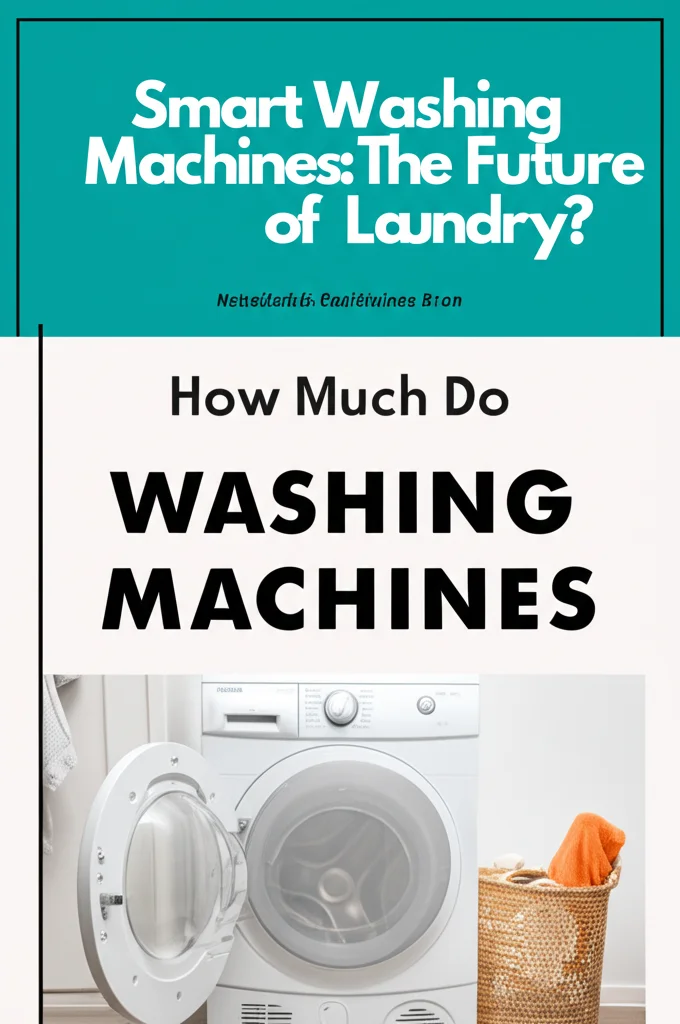 Smart Washing
Machines: The Future
of Laundry?
How Much Do
WASHING
MACHINES